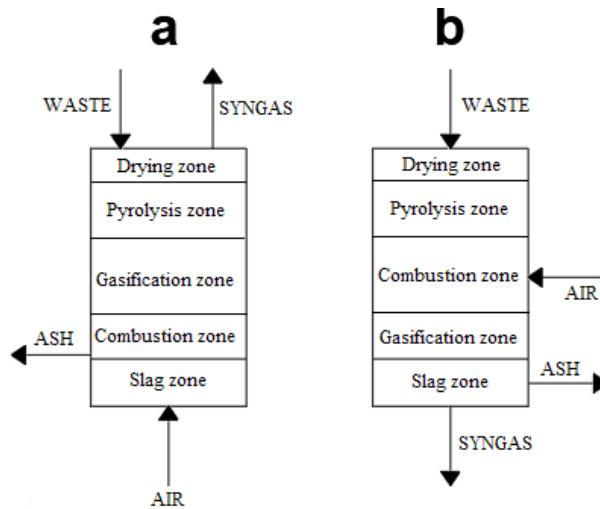 a
WASTE
SYNGAS
Drying zone
Pyrolysis zone
Gasification zone
Combustion zone
ASH
Slag zone
AIR
b
WASTE
Drying zone
Pyrolysis zone
Combustion zone
AIR
Gasification zone
Slag zone
ASH
SYNGAS